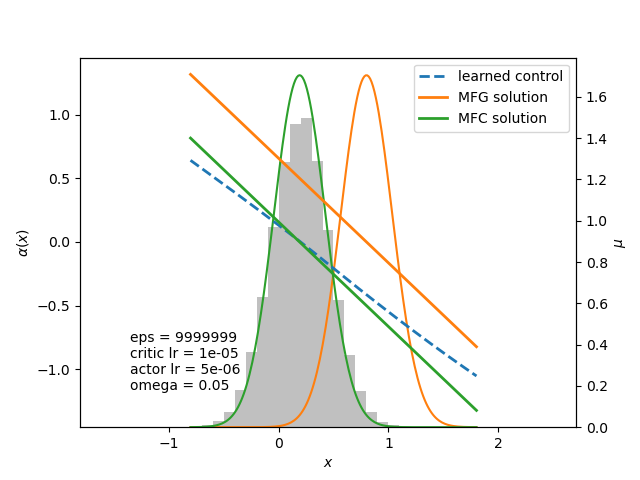 learned control
MFG solution
MFC solution
1.0
0.5
0.0
−0.5
−1.0
α(x)
1.6
1.4
1.2
1.0
0.8
0.6
0.4
0.2
0.0
μ
eps = 9999999
critic lr = 1e-05
actor lr = 5e-06
omega = 0.05
−1
0
1
2
x